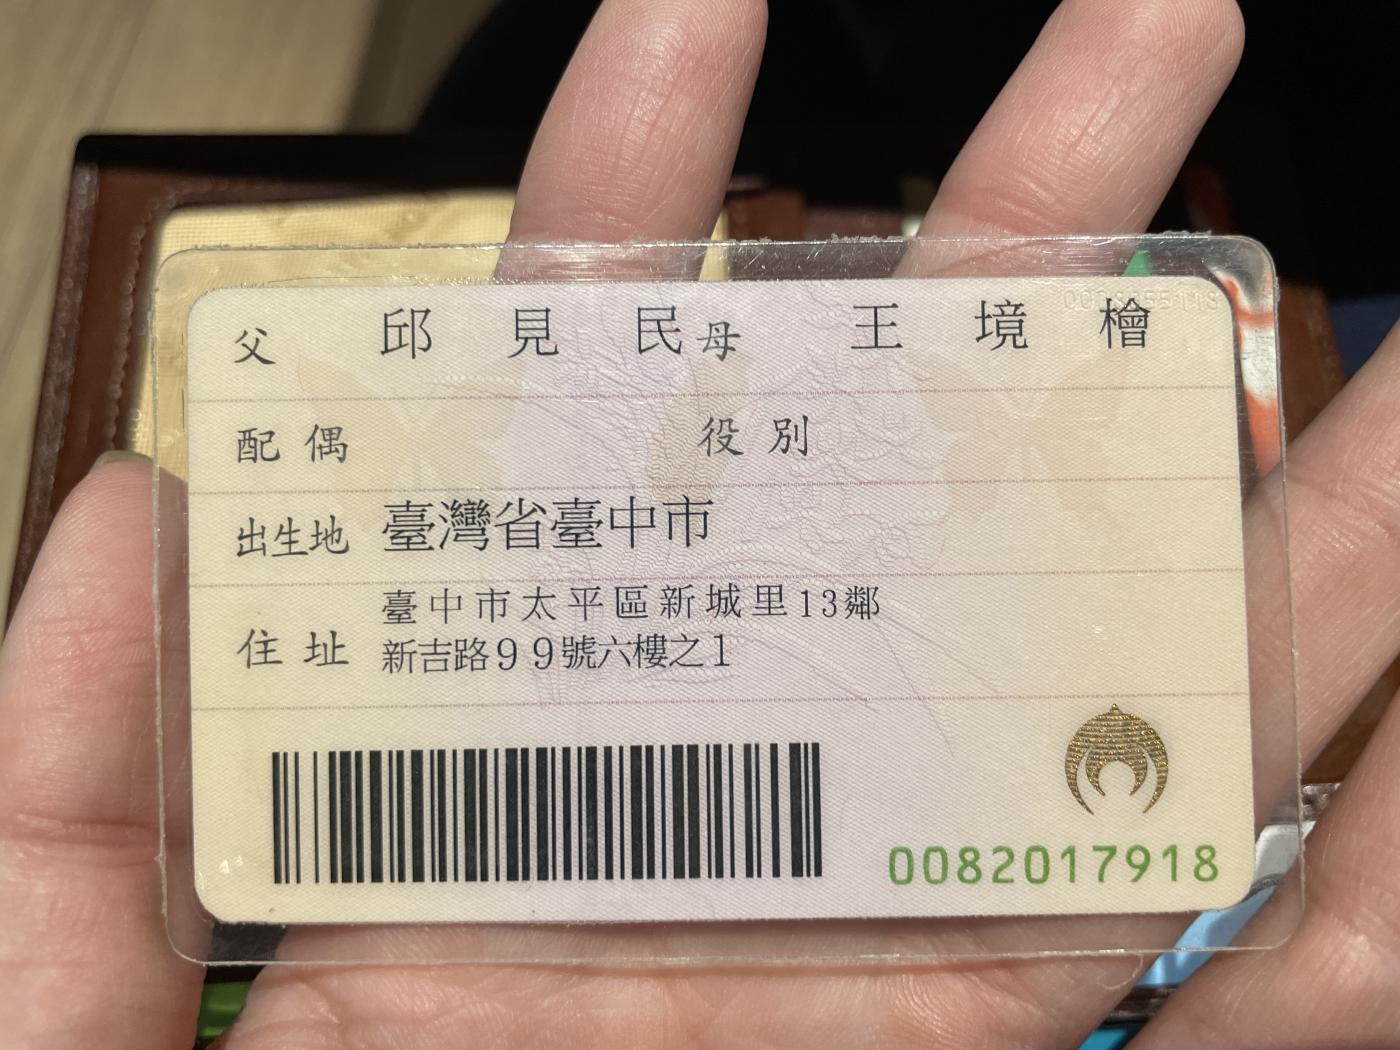 父 邱見民 母 王境檜
配偶 役別
出生地 臺灣省臺中市
住址 臺中市太平區新城里13鄰
新吉路99號六樓之1
0082017918